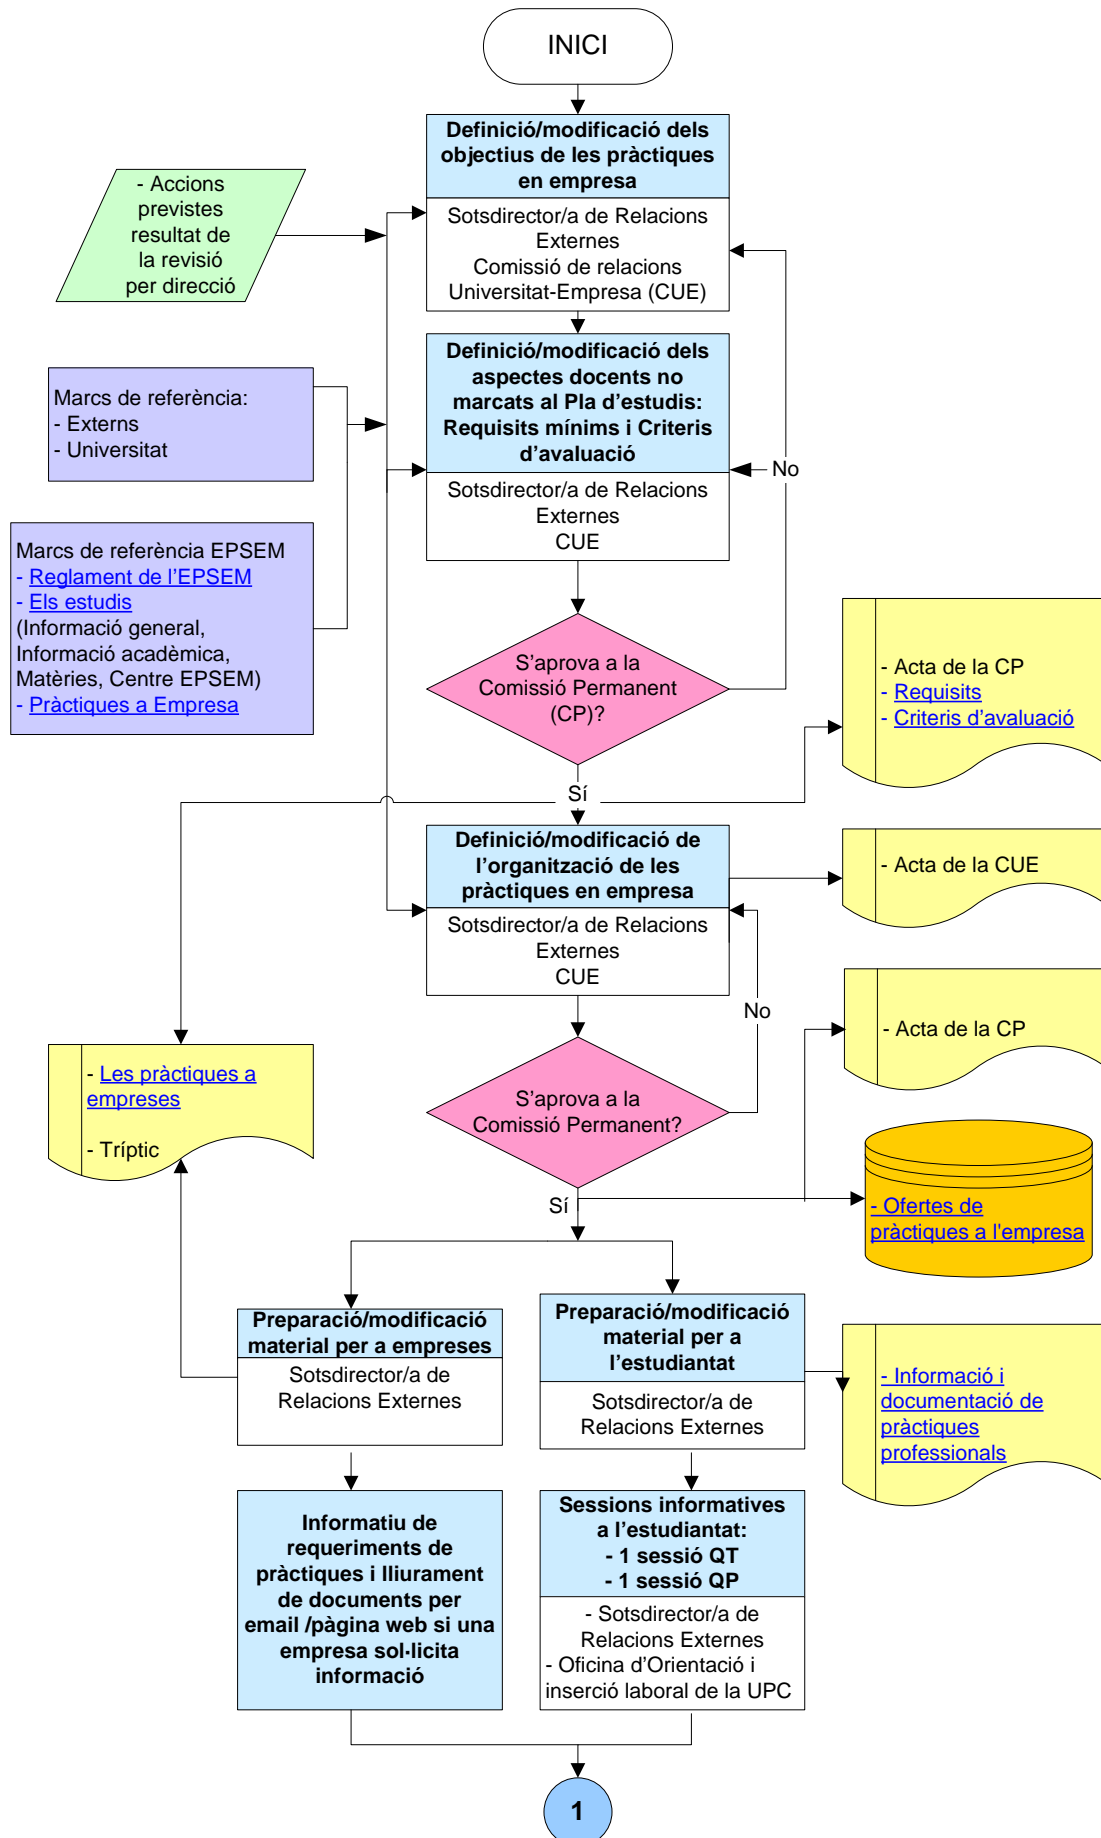 INICI
Definició/modificació dels
objectius de les pràctiques
en empresa
Sotsdirector/a de Relacions
Externes
Comissió de relacions
Universitat-Empresa (CUE)
- Accions
previstes
resultat de
la revisió
per direcció
Definició/modificació dels
aspectes docents no
marcats al Pla d'estudis:
Requisits mínims i Criteris
d'avaluació
Sotsdirector/a de Relacions
Externes
CUE
No
Marcs de referència:
- Externs
- Universitat
Marcs de referència EPSEM
- Reglament de l'EPSEM
- Els estudis
(Informació general,
Informació acadèmica,
Matèries, Centre EPSEM)
- Pràctiques a Empresa
S'aprova a la
Comissió Permanent
(CP)?
- Acta de la CP
- Requisits
- Criteris d'avaluació
Sí
Definició/modificació de
l'organització de les
pràctiques en empresa
Sotsdirector/a de Relacions
Externes
CUE
- Acta de la CUE
No
- Acta de la CP
- Les pràctiques a
empreses
- Tríptic
S'aprova a la
Comissió Permanent?
Sí
- Ofertes de
pràctiques a l'empresa
Preparació/modificació
material per a empreses
Sotsdirector/a de
Relacions Externes
Preparació/modificació
material per a
l'estudiantat
Sotsdirector/a de
Relacions Externes
- Informació i
documentació de
pràctiques
professionals
Informatiu de
requeriments de
pràctiques i lliurament
de documents per
email /pàgina web si una
empresa sol·licita
informació
Sessions informatives
a l'estudiantat:
- 1 sessió QT
- 1 sessió QP
- Sotsdirector/a de
Relacions Externes
- Oficina d'Orientació i
inserció laboral de la UPC
1